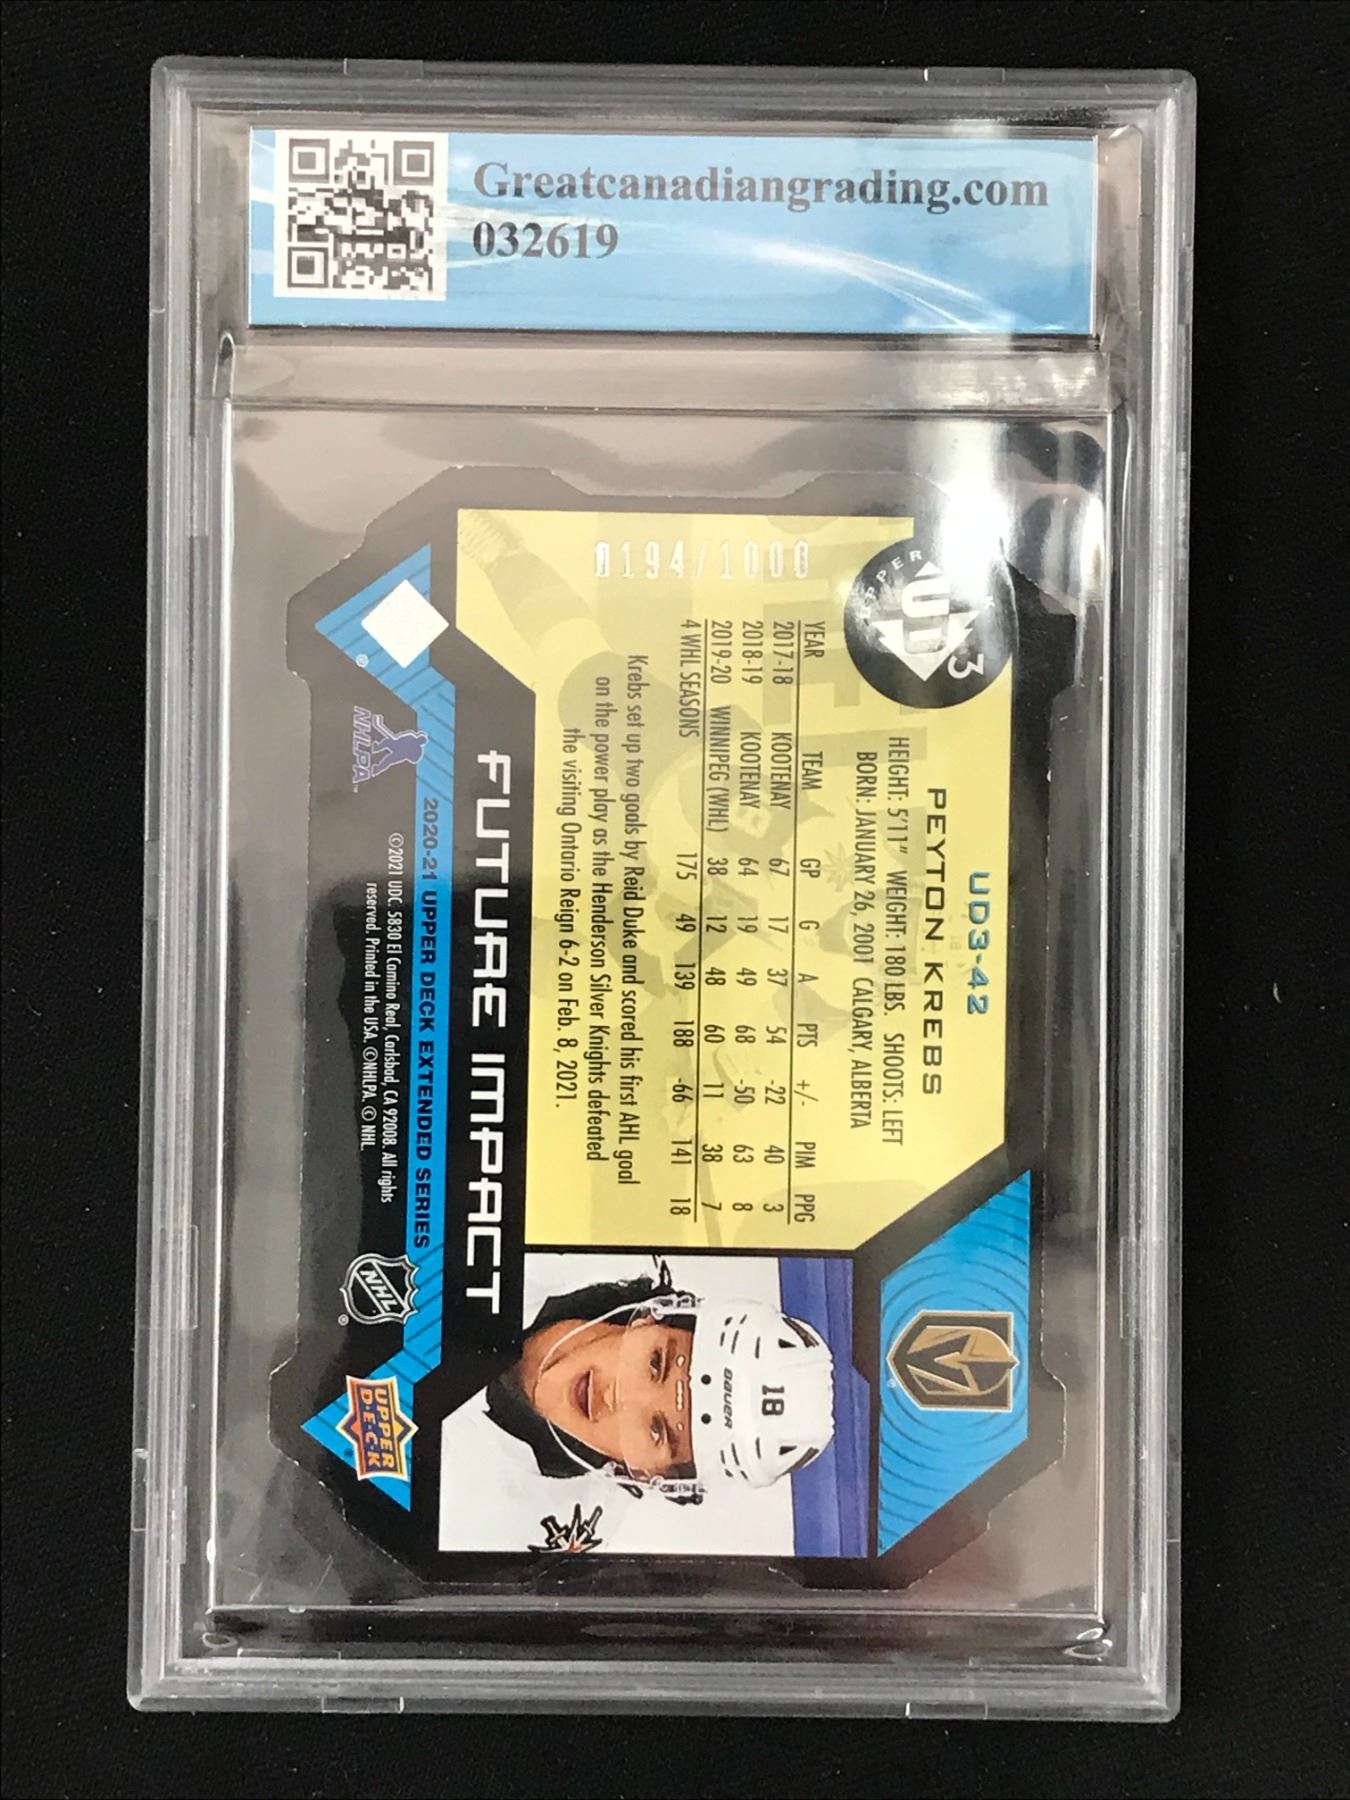 Greatcanadiangrading.com
032619
UD3-42
PEYTON KREBS
HEIGHT: 5'11" WEIGHT: 180 LBS. SHOOTS: LEFT
BORN: JANUARY 26, 2001 CALGARY, ALBERTA
UPPER
UD
3
YEAR TEAM GP G A PTS +/- PIM PPG
2017-18 KOOTENAY 67 17 37 54 -22 40 3
2018-19 KOOTENAY 64 19 49 68 -50 63 8
2019-20 WINNIPEG (WHL) 38 12 48 60 11 38 7
4 WHL SEASONS 175 49 139 188 -66 141 18
Krebs set up two goals by Reid Duke and scored his first AHL goal
on the power play as the Henderson Silver Knights defeated
the visiting Ontario Reign 6-2 on Feb. 8, 2021.
0194/1000
18
BAUER
FUTURE IMPACT
2020-21 UPPER DECK EXTENDED SERIES
©2021 UDC. 5830 El Camino Real, Carlsbad, CA 92008. All rights
reserved. Printed in the USA. ©NHLPA. © NHL.
NHLPA
NHL
UPPER
D·E·C·K